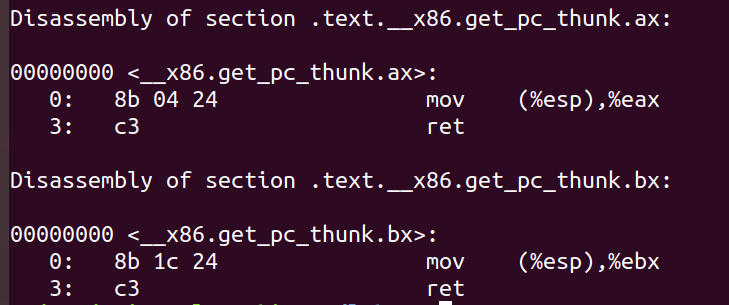 Disassembly of section .text.__x86.get_pc_thunk.ax:
00000000 <__x86.get_pc_thunk.ax>:
0: 8b 04 24 mov (%esp),%eax
3: c3 ret
Disassembly of section .text.__x86.get_pc_thunk.bx:
00000000 <__x86.get_pc_thunk.bx>:
0: 8b 1c 24 mov (%esp),%ebx
3: c3 ret